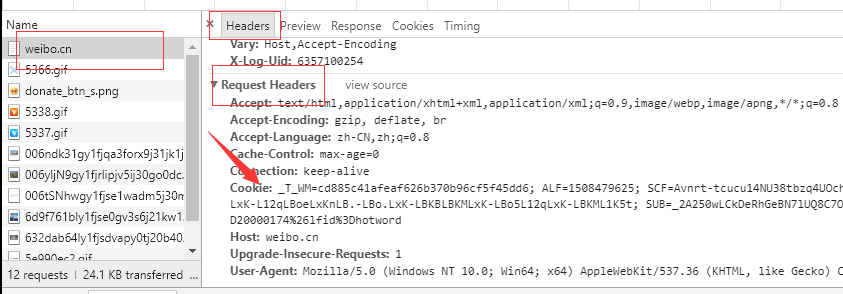 Name
× Headers Preview Response Cookies Timing
weibo.cn
5366.gif
donate_btn_s.png
5338.gif
5337.gif
006ndk31gy1fjqa3forx9j31jk1j
006yljN9gy1fjrlipjv5ij30go0dc.
006tSNhwgy1fjse1wadm5j30m
6d9f761bly1fjse0gv3s6j21kw1.
632dab64ly1fjsdvapy0tj20b40.
5e990ec2.gif
12 requests | 24.1 KB transferred ...
Vary: Host,Accept-Encoding
X-Log-Uid: 6357100254
▼ Request Headers view source
Accept: text/html,application/xhtml+xml,application/xml;q=0.9,image/webp,image/apng,*/*;q=0.8
Accept-Encoding: gzip, deflate, br
Accept-Language: zh-CN,zh;q=0.8
Cache-Control: max-age=0
Connection: keep-alive
Cookie: _T_WM=cd885c41afeaf626b370b96cf5f45dd6; ALF=1508479625; SCF=Avnrt-tcucu14NU38tbzq4UOch
LxK-L12qLBoeLxKnLB.-LBo.LxK-LBKBLBKMLxK-LBo5L12qLxK-LBKML1K5t; SUB=_2A250wLCkDeRhGeBN7lUQ8C7O
D20000174%26lfid%3Dhotword
Host: weibo.cn
Upgrade-Insecure-Requests: 1
User-Agent: Mozilla/5.0 (Windows NT 10.0; Win64; x64) AppleWebKit/537.36 (KHTML, like Gecko) C